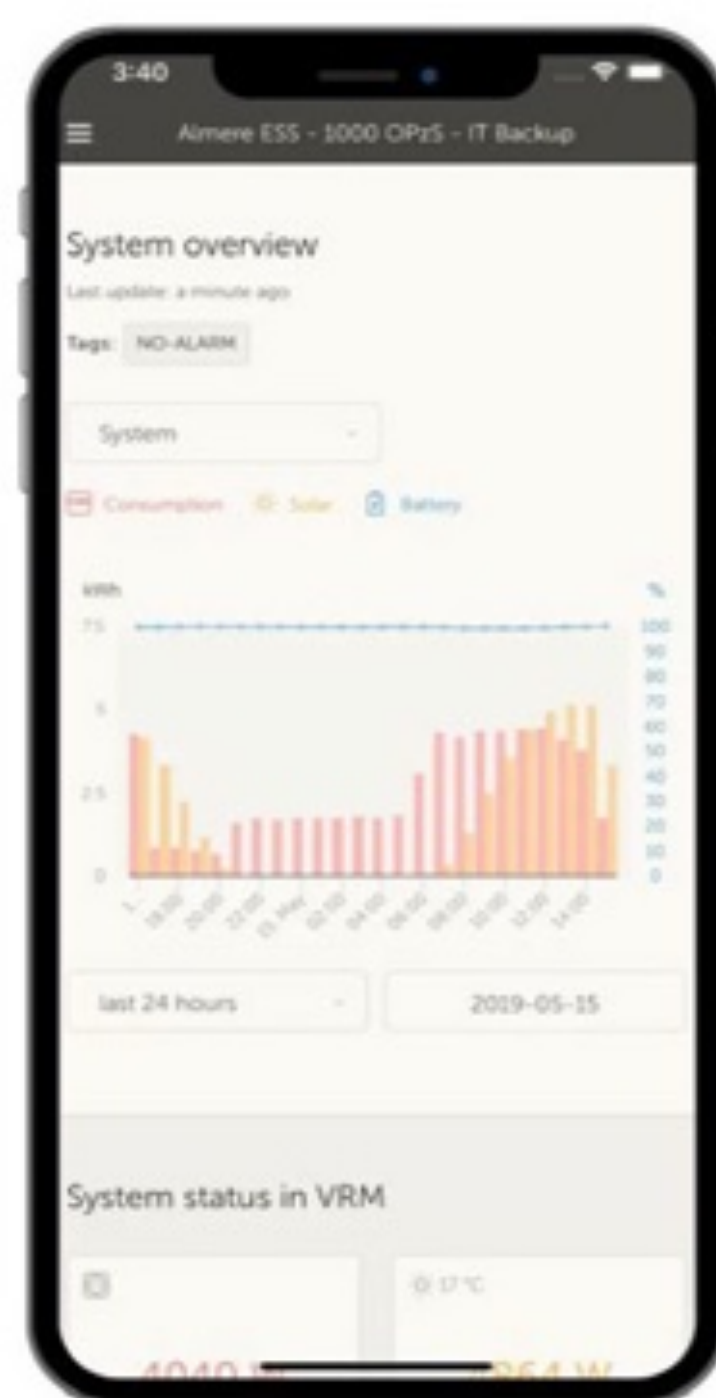 3:40
Almere ESS - 1000 OPzS - IT Backup
System overview
Last update: a minute ago
Tags: NO-ALARM
System
Consumption Solar Battery
kWh %
7.5 100
90
80
5 70
60
50
40
2.5 30
20
10
0 0
1... 18:00 20:00 22:00 15. May 02:00 04:00 06:00 08:00 10:00 12:00 14:00
last 24 hours 2019-05-15
System status in VRM
17 °C
4040 W